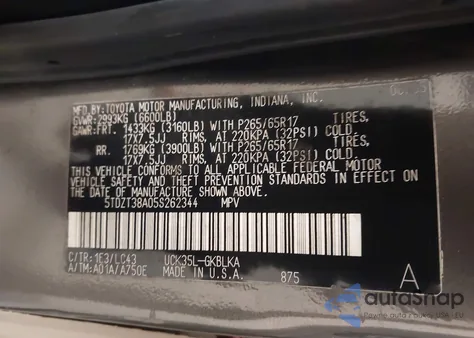 MFD. BY: TOYOTA MOTOR MANUFACTURING, INDIANA, INC.
GVWR: 2993KG (6600LB)
GAWR: FRT. 1433KG (3160LB) WITH P265/65R17 TIRES,
17X7.5JJ RIMS, AT 220KPA (32PSI) COLD.
RR. 1769KG (3900LB) WITH P265/65R17 TIRES,
17X7.5JJ RIMS, AT 220KPA (32PSI) COLD.
THIS VEHICLE CONFORMS TO ALL APPLICABLE FEDERAL MOTOR
VEHICLE SAFETY AND THEFT PREVENTION STANDARDS IN EFFECT ON
THE DATE OF MANUFACTURE SHOWN ABOVE.
5TDZT38A05S262344 MPV
C/TR: 1E3/LC43 UCK35L-GKBLKA
A/TM: A01A/A750E MADE IN U.S.A. 875 A
autosnap